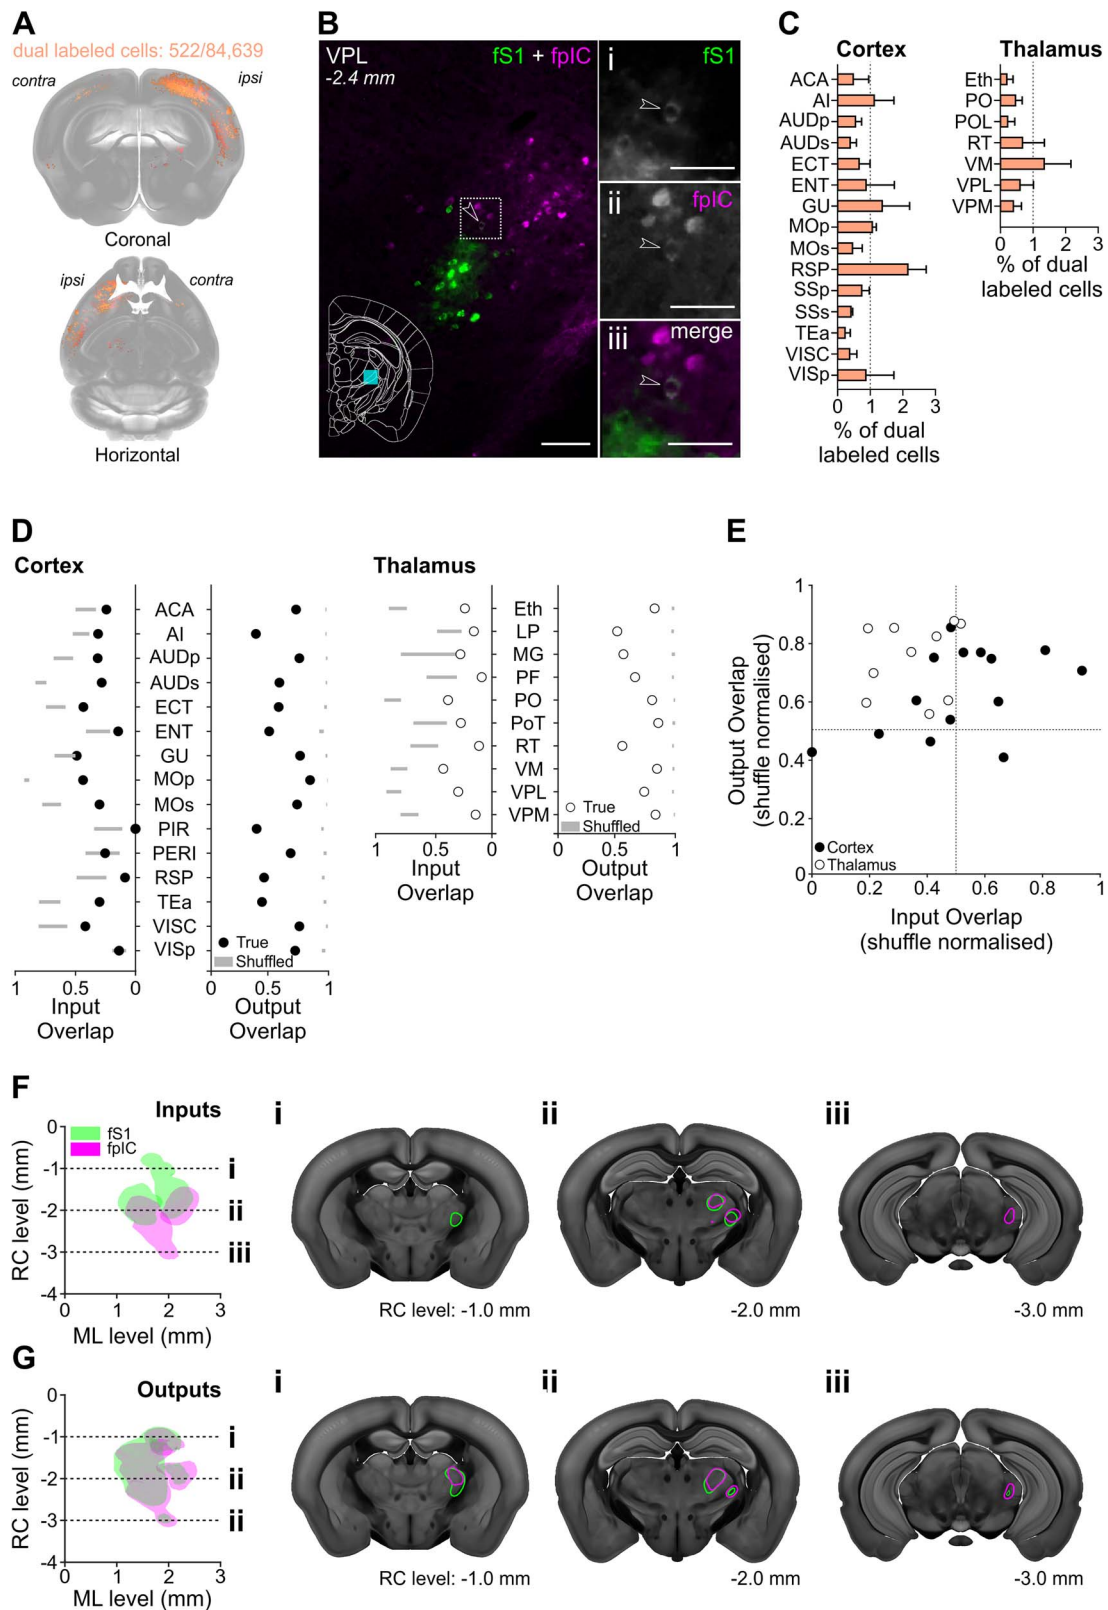 A
dual labeled cells: 522/84,639
contra
ipsi
Coronal
ipsi
contra
Horizontal
B
VPL
-2.4 mm
fS1 + fpIC
i
fS1
ii
fpIC
iii
merge
C
Cortex
ACA
AI
AUDp
AUDs
ECT
ENT
GU
MOp
MOs
RSP
SSp
SSs
TEa
VISC
VISp
0 1 2 3
% of dual
labeled cells
Thalamus
Eth
PO
POL
RT
VM
VPL
VPM
0 1 2 3
% of dual
labeled cells
D
Cortex
ACA
AI
AUDp
AUDs
ECT
ENT
GU
MOp
MOs
PIR
PERI
RSP
TEa
VISC
VISp
True
Shuffled
1 0.5 0
Input
Overlap
0 0.5 1
Output
Overlap
Thalamus
Eth
LP
MG
PF
PO
PoT
RT
VM
VPL
VPM
True
Shuffled
1 0.5 0
Input
Overlap
0 0.5 1
Output
Overlap
E
1
0.8
0.6
0.4
0.2
0
Output Overlap
(shuffle normalised)
Cortex
Thalamus
0 0.2 0.4 0.6 0.8 1
Input Overlap
(shuffle normalised)
F
Inputs
fS1
fpIC
0
-1
-2
-3
-4
RC level (mm)
i
ii
iii
0 1 2 3
ML level (mm)
i
RC level: -1.0 mm
ii
-2.0 mm
iii
-3.0 mm
G
Outputs
0
-1
-2
-3
-4
RC level (mm)
i
ii
ii
0 1 2 3
ML level (mm)
i
RC level: -1.0 mm
ii
-2.0 mm
iii
-3.0 mm